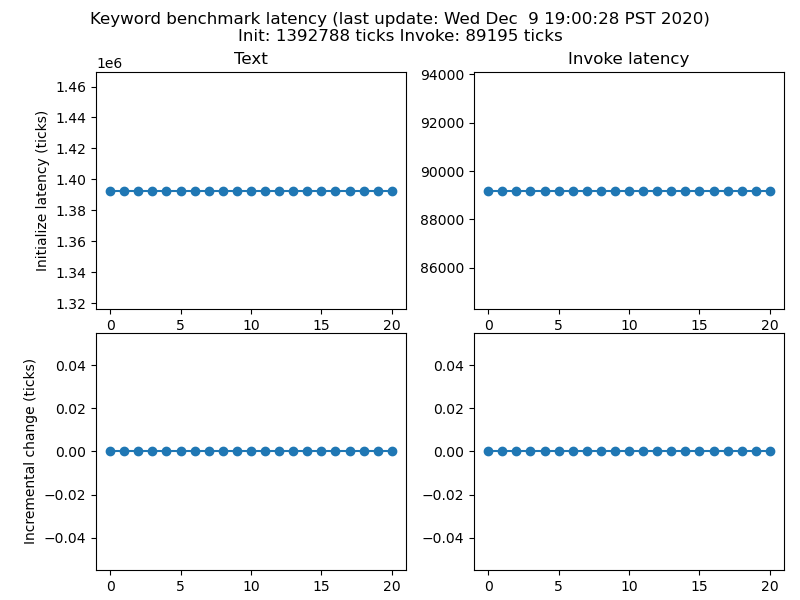 Keyword benchmark latency (last update: Wed Dec  9 19:00:28 PST 2020)
Init: 1392788 ticks Invoke: 89195 ticks
Text
Invoke latency
1e6
1.46
1.44
1.42
1.40
1.38
1.36
1.34
1.32
Initialize latency (ticks)
0 5 10 15 20
94000
92000
90000
88000
86000
0 5 10 15 20
0.04
0.02
0.00
−0.02
−0.04
Incremental change (ticks)
0 5 10 15 20
0.04
0.02
0.00
−0.02
−0.04
0 5 10 15 20